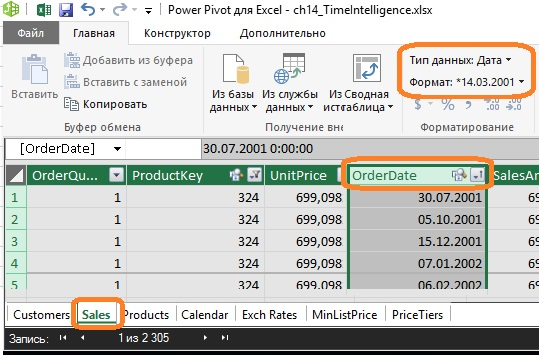 Power Pivot для Excel - ch14_TimeIntelligence.xlsx
Файл Главная Конструктор Дополнительно
Вставить
Добавить из буфера
Вставить с заменой
Копировать
Буфер обмена
Из базы данных
Из службы данных
Из Сводная
источ
Получение вне
Тип данных: Дата
Формат: *14.03.2001
$ % ,
Форматирование
[OrderDate] 30.07.2001 0:00:00
OrderQu... ProductKey UnitPrice OrderDate SalesAm
1 1 324 699,098 30.07.2001 69
2 1 324 699,098 05.10.2001 69
3 1 324 699,098 15.12.2001 69
4 1 324 699,098 07.01.2002 69
5 1 324 699,098 06.02.2002 69
Customers Sales Products Calendar Exch Rates MinListPrice PriceTiers
Запись: 1 из 2 305